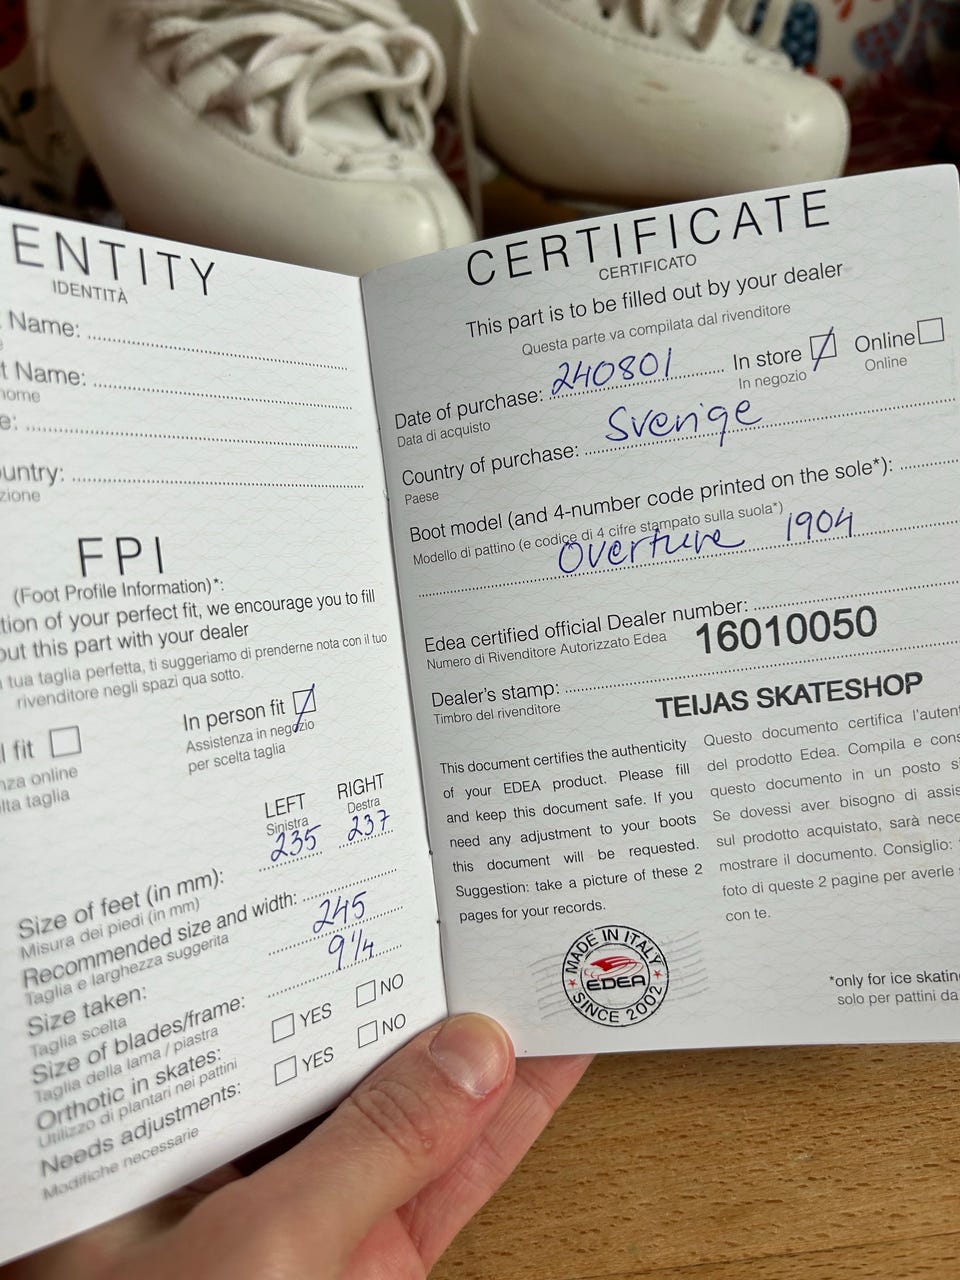 ENTITY
IDENTITÀ
Name:
t Name:
nome
e:
untry:
zione
FPI
(Foot Profile Information)*:
tion of your perfect fit, we encourage you to fill
out this part with your dealer
tua taglia perfetta, ti suggeriamo di prenderne nota con il tuo
rivenditore negli spazi qua sotto.
l fit
nza online
lta taglia
In person fit
Assistenza in negozio
per scelta taglia
LEFT RIGHT
Sinistra Destra
Size of feet (in mm): 235 237
Misura dei piedi (in mm)
Recommended size and width:
Taglia e larghezza suggerita
Size taken: 245
Taglia scelta
Size of blades/frame: 9 1/4
Taglia della lama / piastra
Orthotic in skates: YES NO
Utilizzo di plantari nei pattini
Needs adjustments: YES NO
Modifiche necessarie
CERTIFICATE
CERTIFICATO
This part is to be filled out by your dealer
Questa parte va compilata dal rivenditore
Date of purchase: 240801 In store Online
Data di acquisto In negozio Online
Country of purchase: Sverige
Paese
Boot model (and 4-number code printed on the sole*):
Modello di pattino (e codice di 4 cifre stampato sulla suola*)
Overture 1904
Edea certified official Dealer number:
Numero di Rivenditore Autorizzato Edea 16010050
Dealer's stamp:
Timbro del rivenditore TEIJAS SKATESHOP
This document certifies the authenticity
of your EDEA product. Please fill
and keep this document safe. If you
need any adjustment to your boots
this document will be requested.
Suggestion: take a picture of these 2
pages for your records.
Questo documento certifica l'autent
del prodotto Edea. Compila e cons
questo documento in un posto si
Se dovessi aver bisogno di assis
sul prodotto acquistato, sarà nece
mostrare il documento. Consiglio:
foto di queste 2 pagine per averle
con te.
MADE IN ITALY
EDEA
SINCE 2002
*only for ice skatin
solo per pattini da